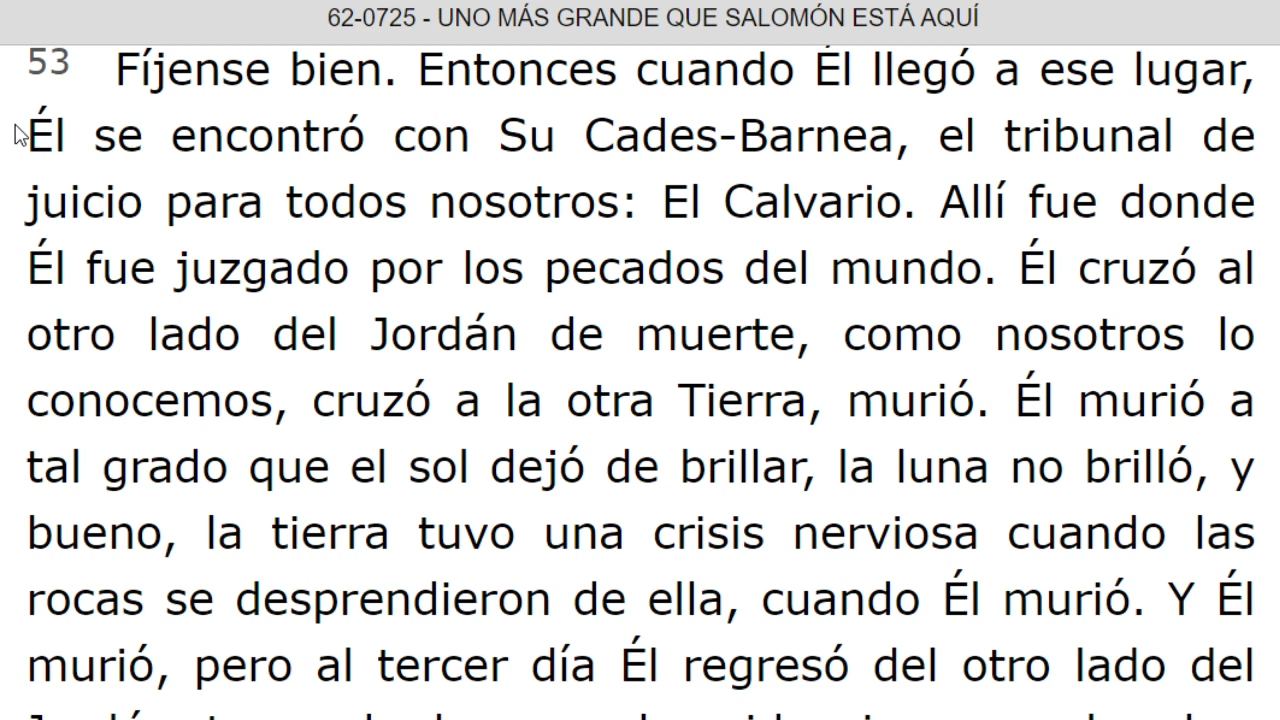 62-0725 - UNO MÁS GRANDE QUE SALOMÓN ESTÁ AQUÍ
53 Fíjense bien. Entonces cuando Él llegó a ese lugar,
Él se encontró con Su Cades-Barnea, el tribunal de
juicio para todos nosotros: El Calvario. Allí fue donde
Él fue juzgado por los pecados del mundo. Él cruzó al
otro lado del Jordán de muerte, como nosotros lo
conocemos, cruzó a la otra Tierra, murió. Él murió a
tal grado que el sol dejó de brillar, la luna no brilló, y
bueno, la tierra tuvo una crisis nerviosa cuando las
rocas se desprendieron de ella, cuando Él murió. Y Él
murió, pero al tercer día Él regresó del otro lado del